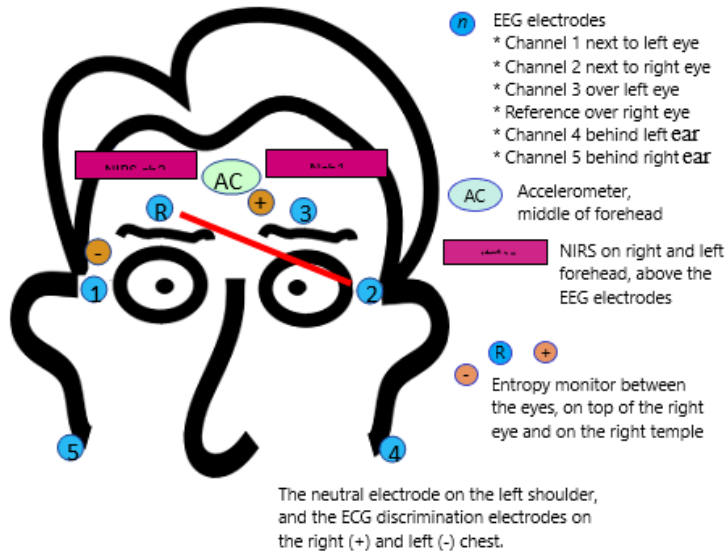 n EEG electrodes
* Channel 1 next to left eye
* Channel 2 next to right eye
* Channel 3 over left eye
* Reference over right eye
* Channel 4 behind left ear
* Channel 5 behind right ear
AC
AC Accelerometer,
middle of forehead
R + 3
NIRS on right and left
forehead, above the
EEG electrodes
-
1 2
R +
-
Entropy monitor between
the eyes, on top of the right
eye and on the right temple
5 4
The neutral electrode on the left shoulder,
and the ECG discrimination electrodes on
the right (+) and left (-) chest.